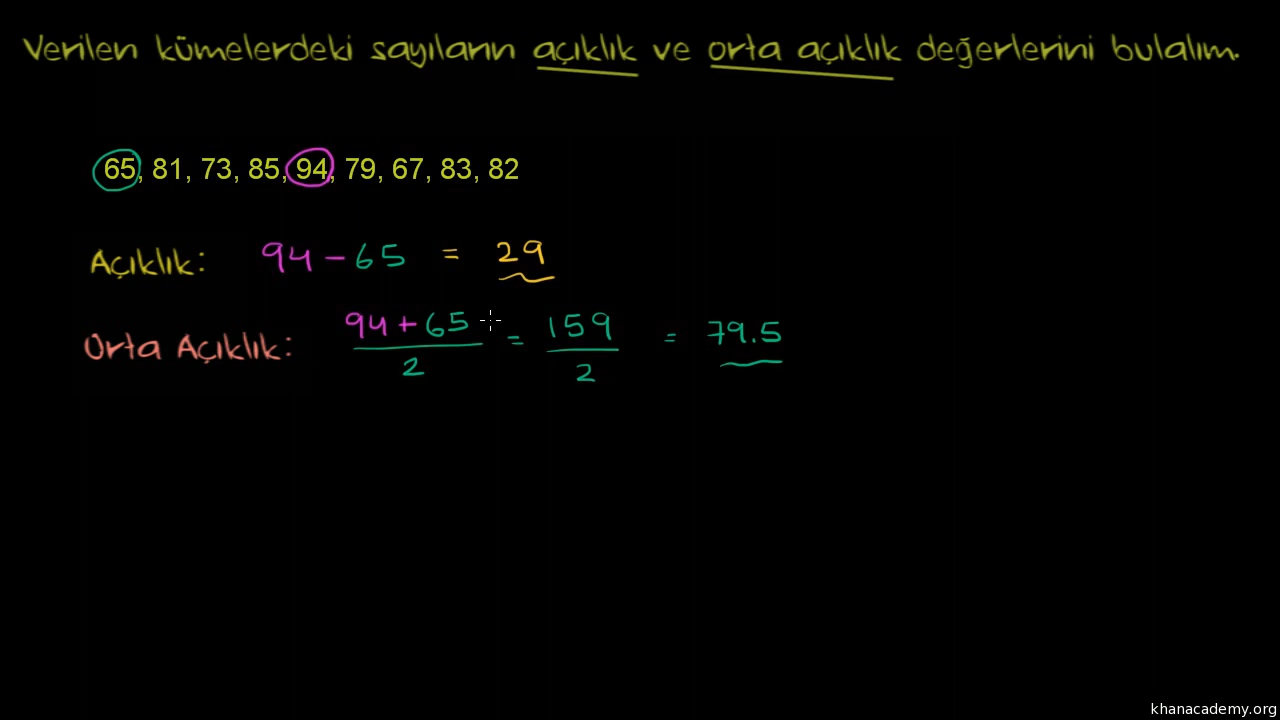 Verilen kümelerdeki sayıların açıklık ve orta açıklık değerlerini bulalım.
65, 81, 73, 85, 94, 79, 67, 83, 82
Açıklık: 94 - 65 = 29
Orta Açıklık: 94 + 65 / 2 = 159 / 2 = 79.5
khanacademy.org